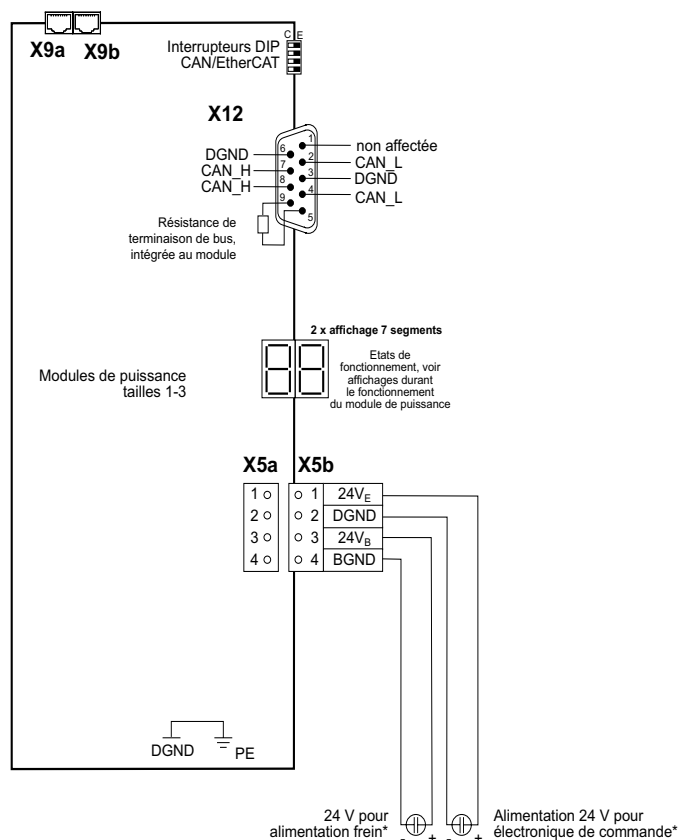 X9a X9b
Interrupteurs DIP
CAN/EtherCAT
C E
X12
6
7
8
9
1
2
3
4
5
DGND
CAN_H
CAN_H
non affectée
CAN_L
DGND
CAN_L
Résistance de
terminaison de bus,
intégrée au module
2 x affichage 7 segments
Etats de
fonctionnement, voir
affichages durant
le fonctionnement
du module de puissance
Modules de puissance
tailles 1-3
X5a X5b
1 1 24VE
2 2 DGND
3 3 24VB
4 4 BGND
DGND PE
24 V pour
alimentation frein*
- +
- +
Alimentation 24 V pour
électronique de commande*